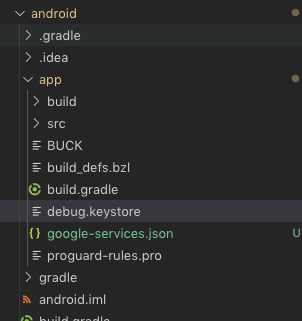 android
.gradle
.idea
app
build
src
BUCK
build_defs.bzl
build.gradle
debug.keystore
google-services.json U
proguard-rules.pro
gradle
android.iml
build.gradle